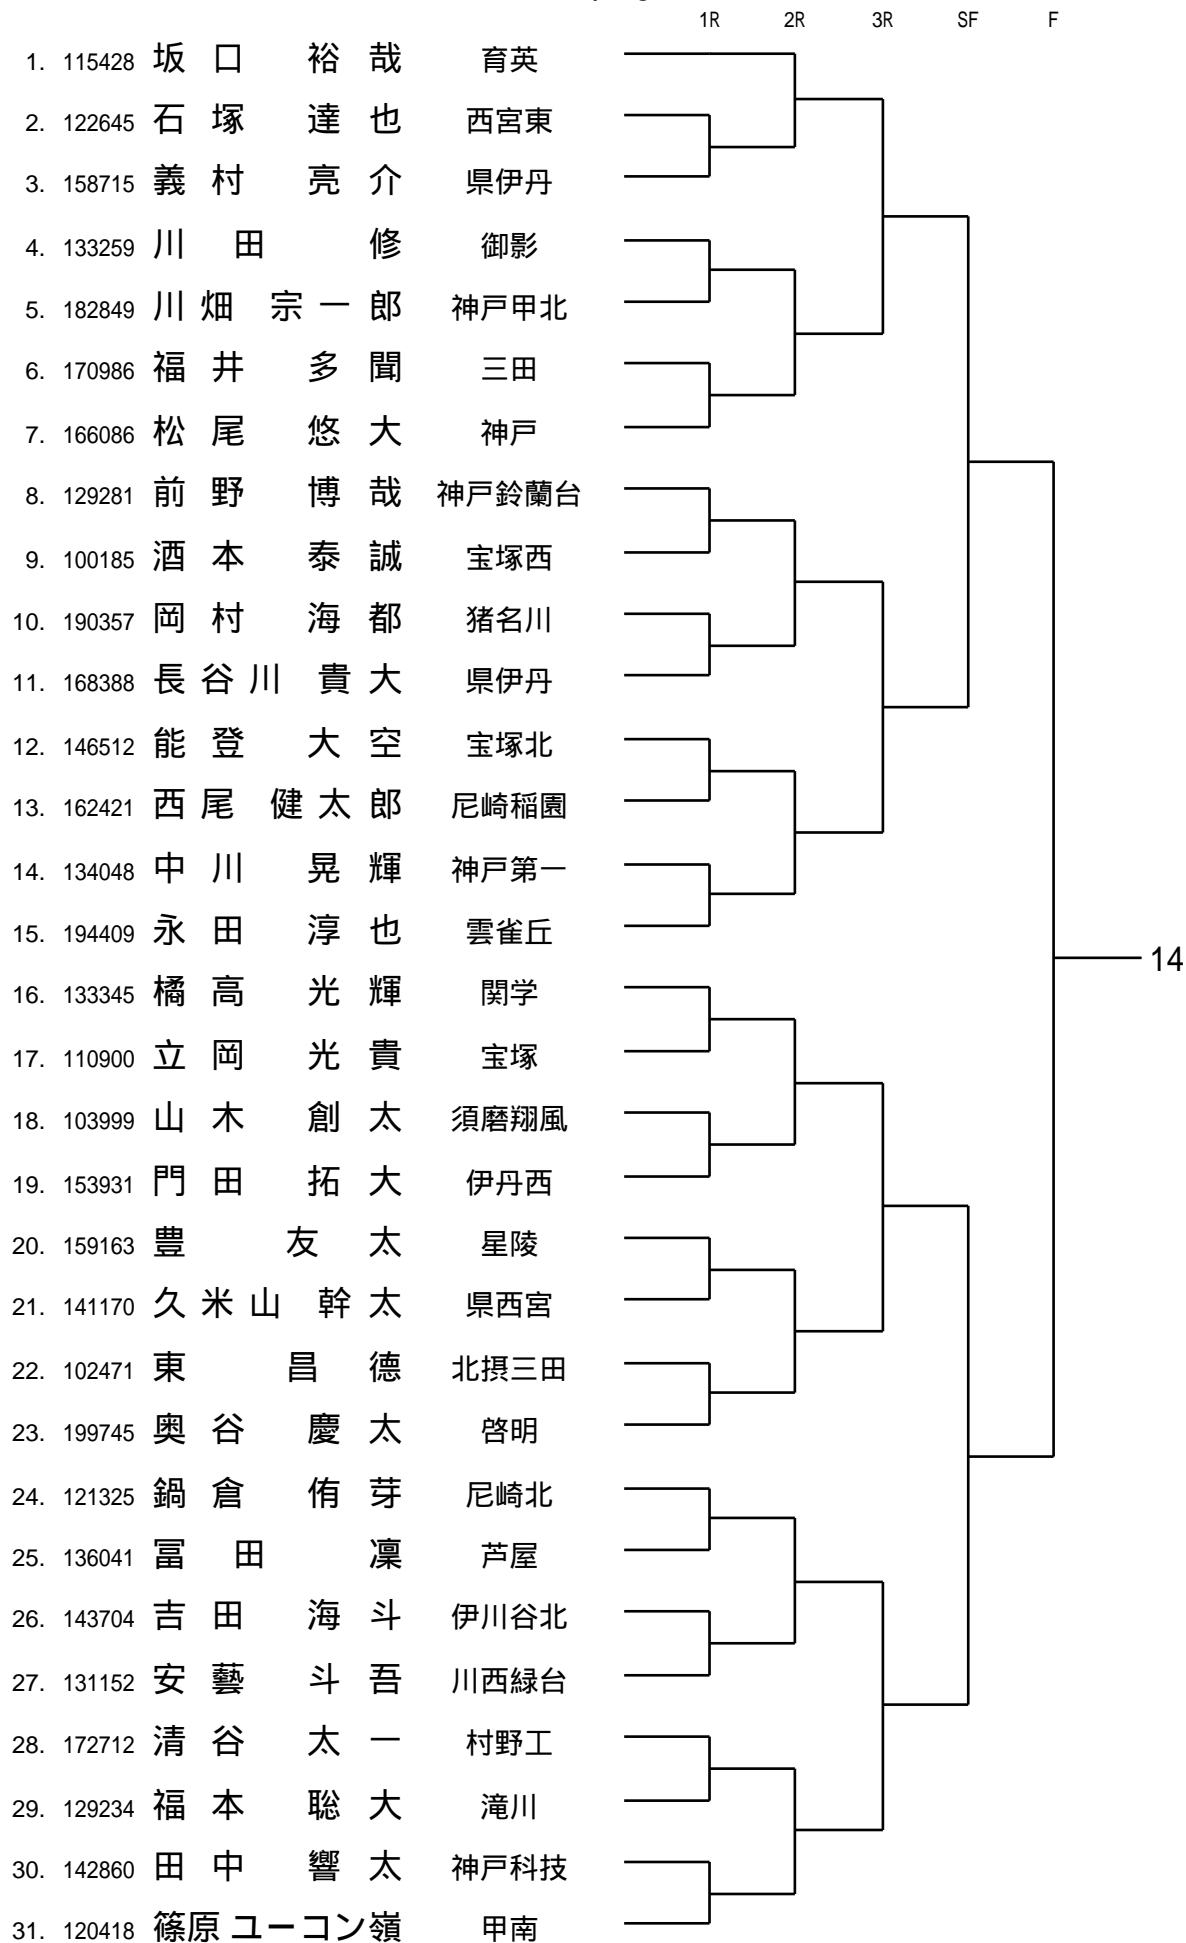 1R 2R 3R SF F
1. 115428 坂口 裕哉 育英
2. 122645 石塚 達也 西宮東
3. 158715 義村 亮介 県伊丹
4. 133259 川田 修 御影
5. 182849 川畑 宗一郎 神戸甲北
6. 170986 福井 多聞 三田
7. 166086 松尾 悠大 神戸
8. 129281 前野 博哉 神戸鈴蘭台
9. 100185 酒本 泰誠 宝塚西
10. 190357 岡村 海都 猪名川
11. 168388 長谷川 貴大 県伊丹
12. 146512 能登 大空 宝塚北
13. 162421 西尾 健太郎 尼崎稲園
14. 134048 中川 晃輝 神戸第一
15. 194409 永田 淳也 雲雀丘
14
16. 133345 橘高 光輝 関学
17. 110900 立岡 光貴 宝塚
18. 103999 山木 創太 須磨翔風
19. 153931 門田 拓大 伊丹西
20. 159163 豊 友太 星陵
21. 141170 久米山 幹太 県西宮
22. 102471 東 昌徳 北摂三田
23. 199745 奥谷 慶太 啓明
24. 121325 鍋倉 侑芽 尼崎北
25. 136041 冨田 凜 芦屋
26. 143704 吉田 海斗 伊川谷北
27. 131152 安藝 斗吾 川西緑台
28. 172712 清谷 太一 村野工
29. 129234 福本 聡大 滝川
30. 142860 田中 響太 神戸科技
31. 120418 篠原 ユーコン嶺 甲南